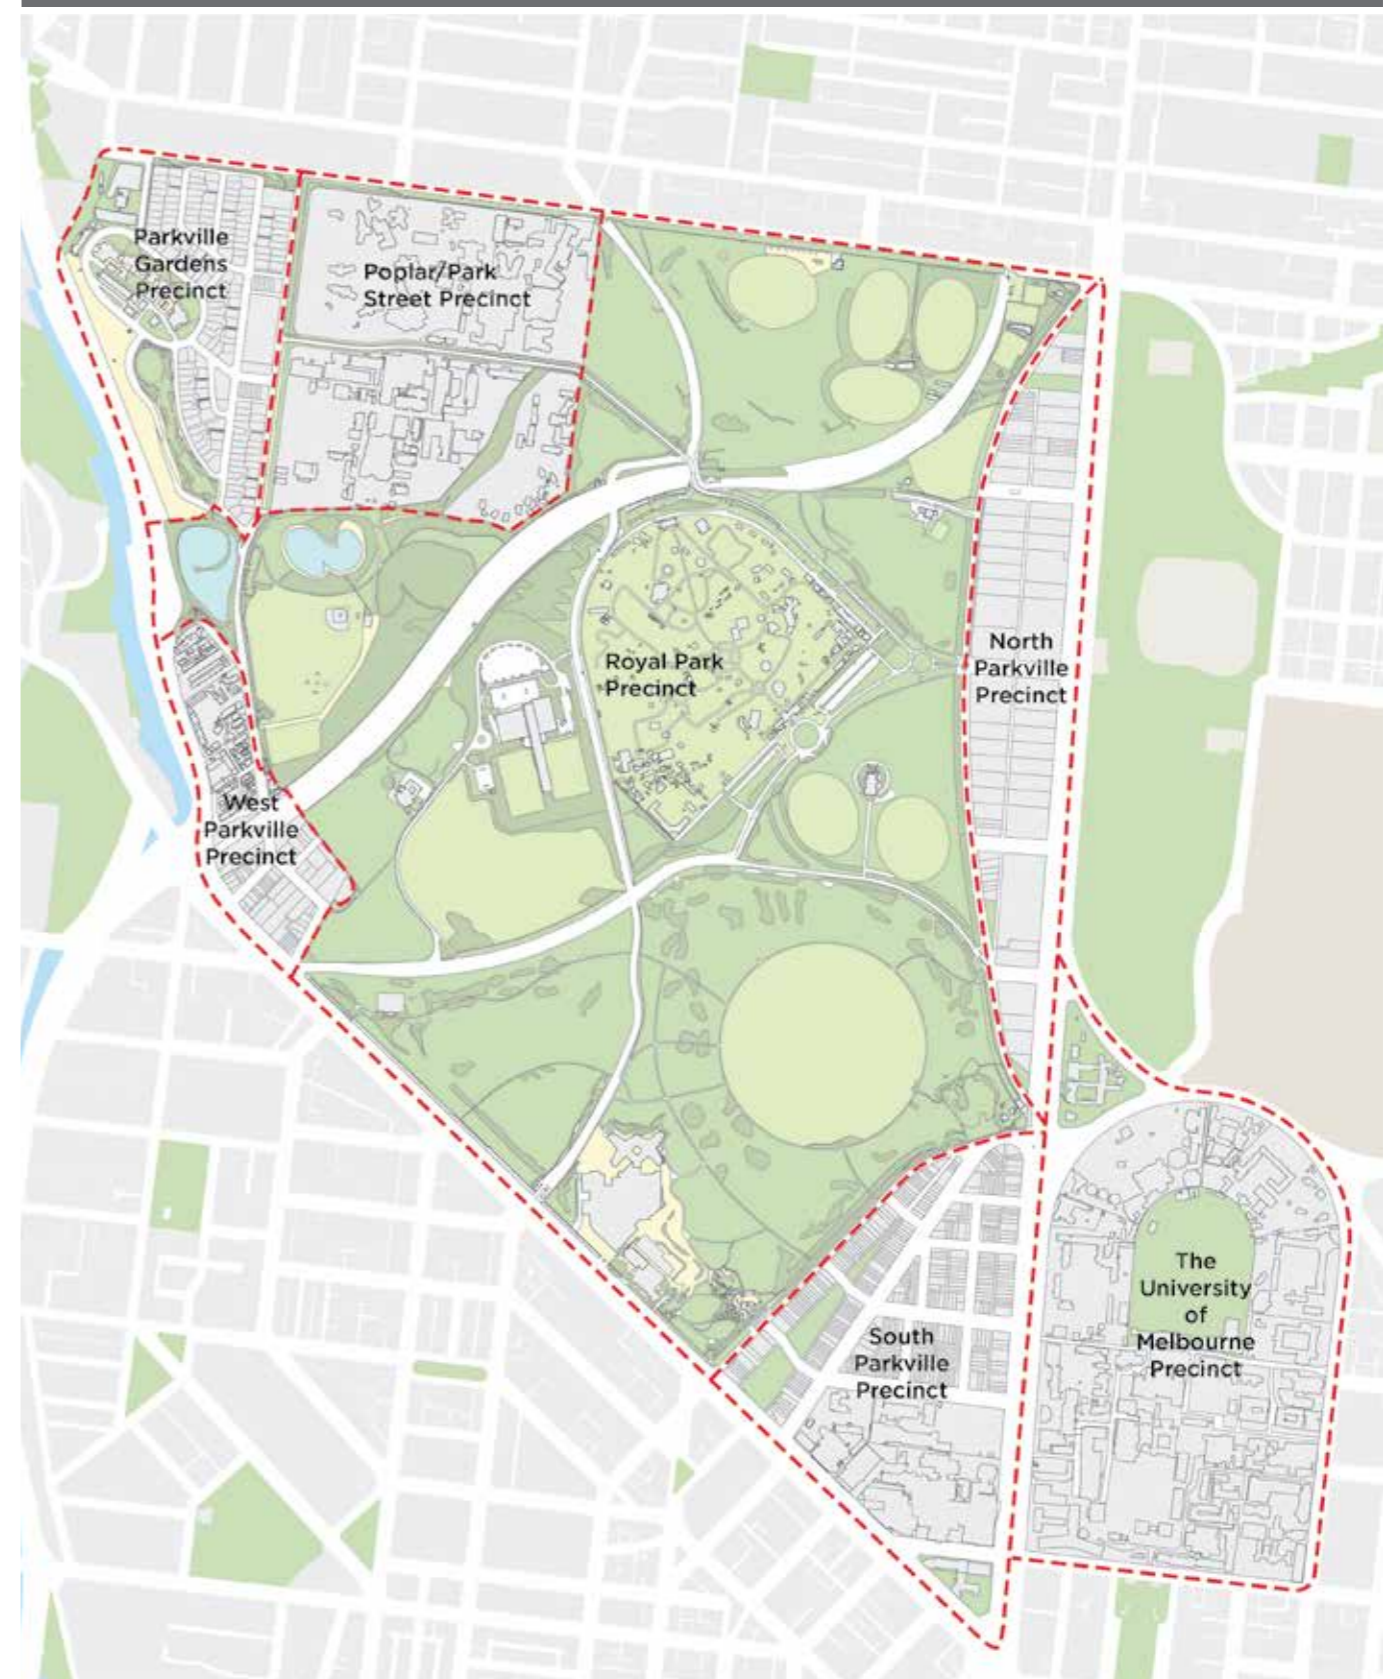 Parkville
Gardens
Precinct
Poplar/Park
Street Precinct
Royal Park
Precinct
North
Parkville
Precinct
West
Parkville
Precinct
The
University
of
Melbourne
Precinct
South
Parkville
Precinct